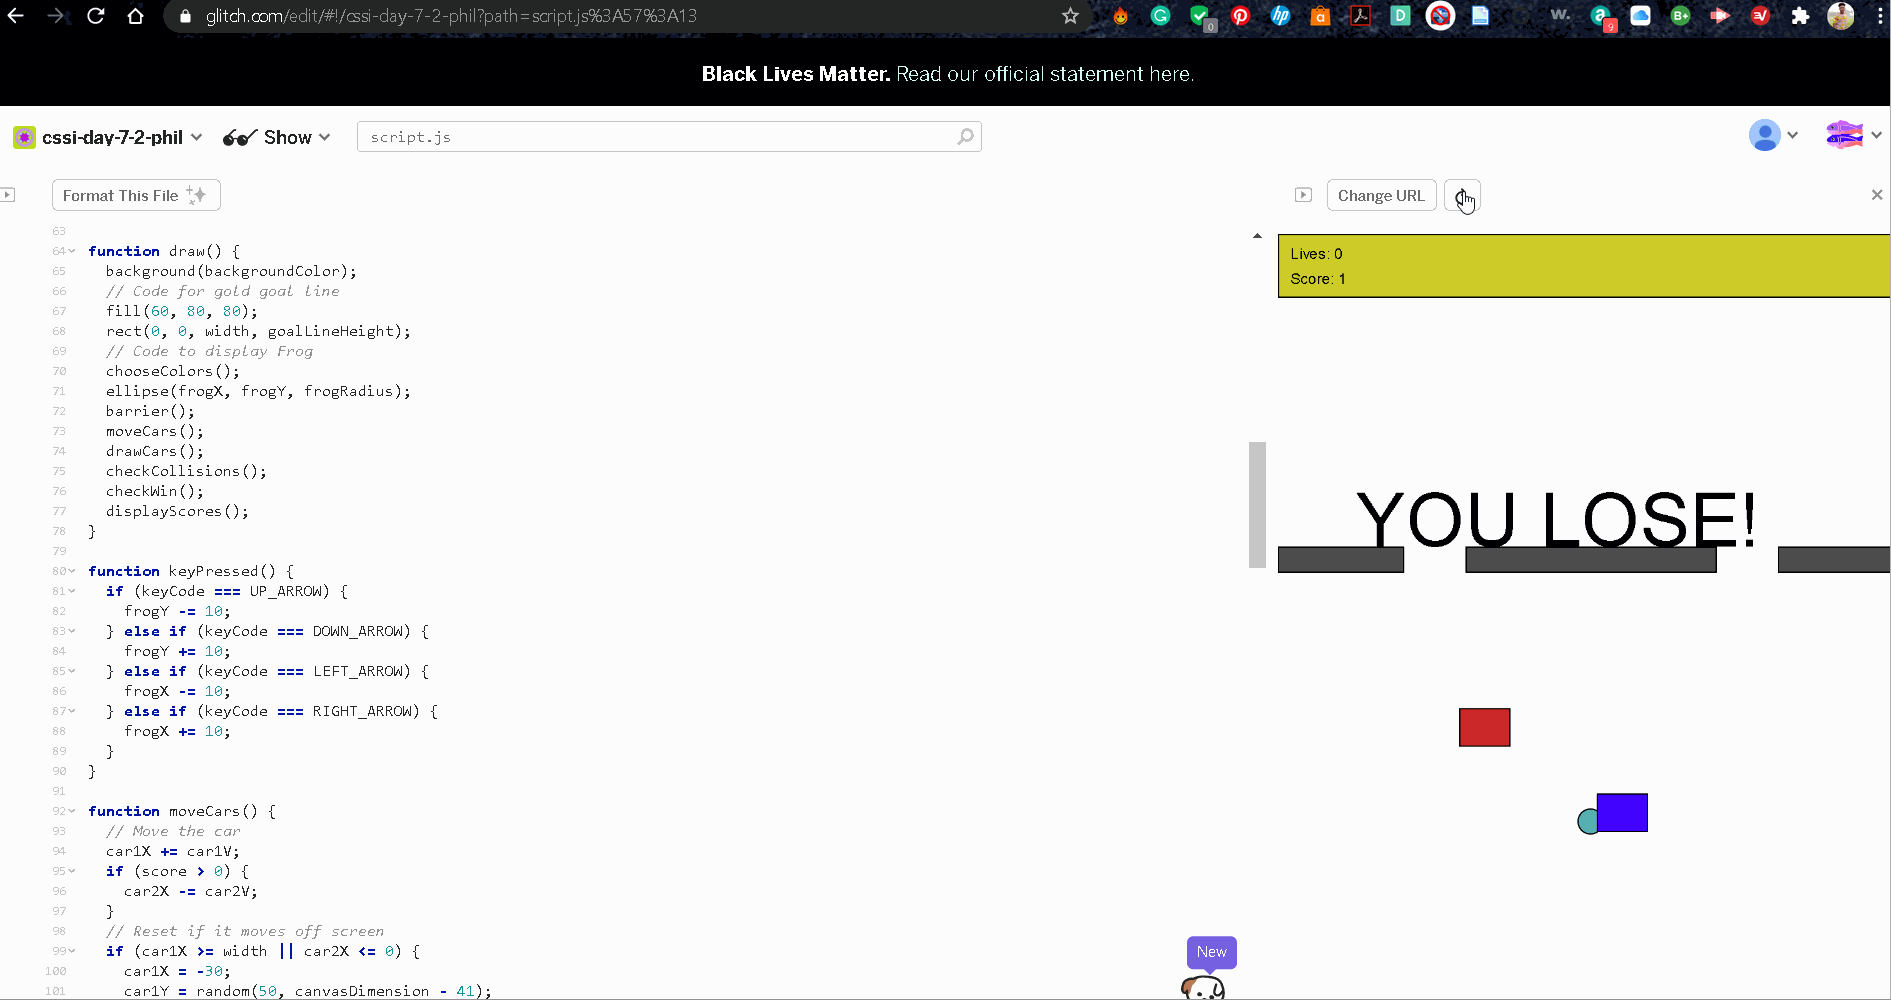 glitch.com/edit/#!/cssi-day-7-2-phil?path=script.js%3A57%3A13
Black Lives Matter. Read our official statement here.
cssi-day-7-2-phil Show script.js
Format This File Change URL
63
64 function draw() {
65 background(backgroundColor);
66 // Code for gold goal line
67 fill(60, 80, 80);
68 rect(0, 0, width, goalLineHeight);
69 // Code to display Frog
70 chooseColors();
71 ellipse(frogX, frogY, frogRadius);
72 barrier();
73 moveCars();
74 drawCars();
75 checkCollisions();
76 checkWin();
77 displayScores();
78 }
79
80 function keyPressed() {
81 if (keyCode === UP_ARROW) {
82 frogY -= 10;
83 } else if (keyCode === DOWN_ARROW) {
84 frogY += 10;
85 } else if (keyCode === LEFT_ARROW) {
86 frogX -= 10;
87 } else if (keyCode === RIGHT_ARROW) {
88 frogX += 10;
89 }
90 }
91
92 function moveCars() {
93 // Move the car
94 car1X += car1V;
95 if (score > 0) {
96 car2X -= car2V;
97 }
98 // Reset if it moves off screen
99 if (car1X >= width || car2X <= 0) {
100 car1X = -30;
101 car1Y = random(50, canvasDimension - 41);
Lives: 0
Score: 1
YOU LOSE!
New